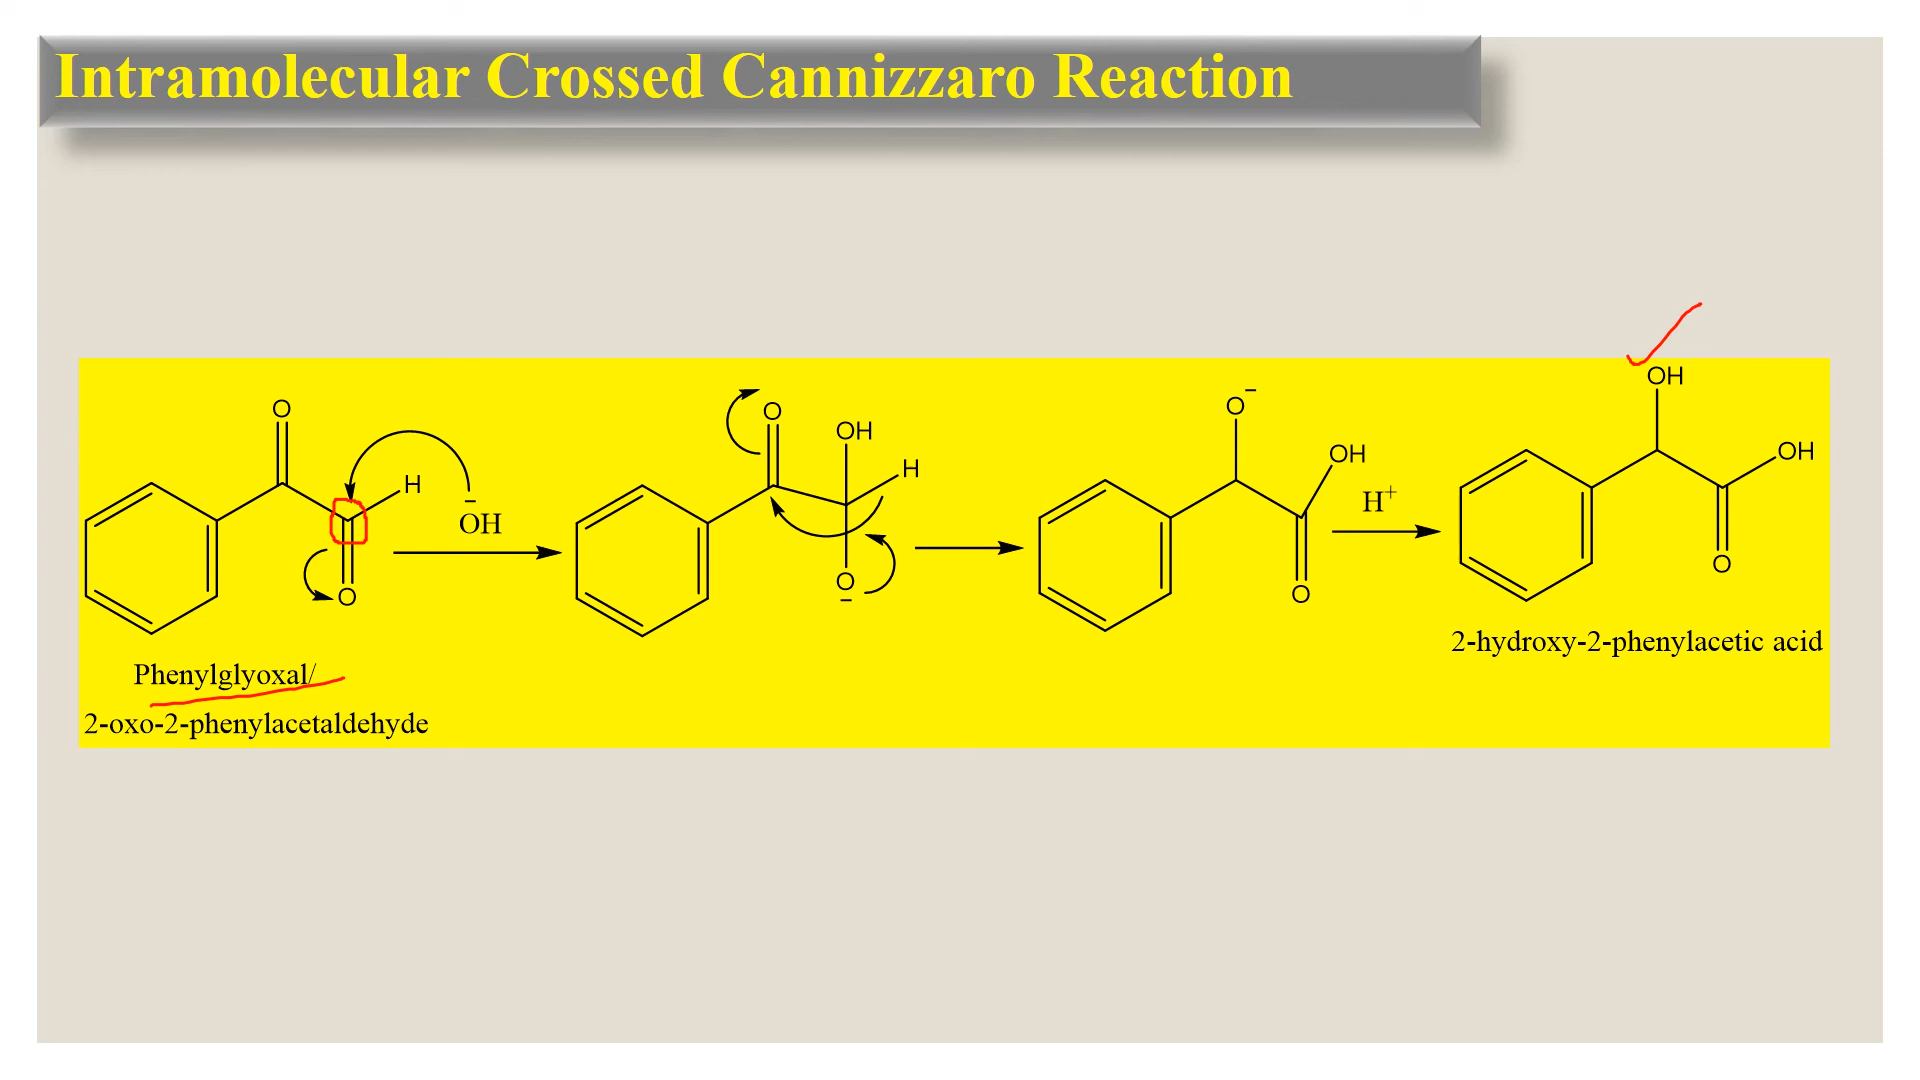 Intramolecular Crossed Cannizzaro Reaction
O
H
O
OH
O
OH
H
O
O
OH
O
H+
OH
OH
O
Phenylglyoxal/
2-oxo-2-phenylacetaldehyde
2-hydroxy-2-phenylacetic acid